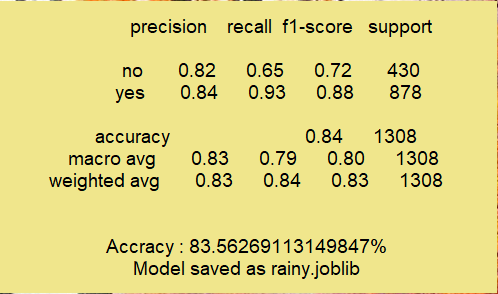 precision recall f1-score support
no 0.82 0.65 0.72 430
yes 0.84 0.93 0.88 878
accuracy 0.84 1308
macro avg 0.83 0.79 0.80 1308
weighted avg 0.83 0.84 0.83 1308
Accracy : 83.56269113149847%
Model saved as rainy.joblib